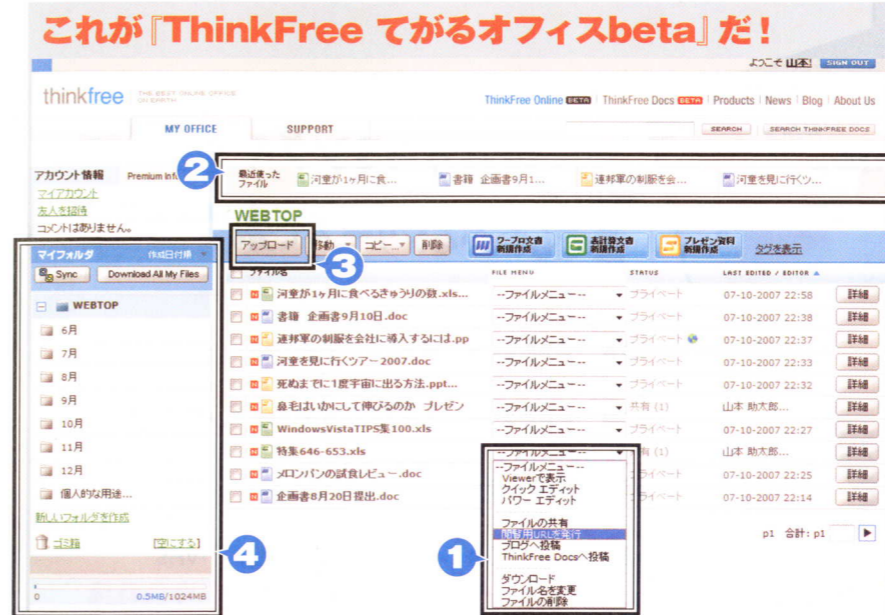 これが『ThinkFree てがるオフィスbeta』だ！
ようこそ 山本! SIGN OUT
thinkfree THE BEST ONLINE OFFICE ON EARTH
ThinkFree Online BETA | ThinkFree Docs BETA | Products | News | Blog | About Us
MY OFFICE SUPPORT SEARCH SEARCH THINKFREE DOCS
アカウント情報 Premium
マイアカウント
友人を招待
コメントはありません。
2
最近使ったファイル 河童が1ヶ月に食... 書籍 企画書9月1... 連邦軍の制服を会... 河童を見に行くツ...
WEBTOP
アップロード 移動 コピー 削除 ワープロ文書新規作成 表計算文書新規作成 プレゼン資料新規作成 タグを表示
3
ファイル名 FILE MENU STATUS LAST EDITED / EDITOR
河童が1ヶ月に食べるきゅうりの数.xls... --ファイルメニュー-- プライベート 07-10-2007 22:58 詳細
書籍 企画書9月10日.doc --ファイルメニュー-- プライベート 07-10-2007 22:38 詳細
連邦軍の制服を会社に導入するには.pp --ファイルメニュー-- プライベート 07-10-2007 22:37 詳細
河童を見に行くツアー2007.doc --ファイルメニュー-- プライベート 07-10-2007 22:33 詳細
死ぬまでに1度宇宙に出る方法.ppt... --ファイルメニュー-- プライベート 07-10-2007 22:32 詳細
鼻毛はいかにして伸びるのか プレゼン --ファイルメニュー-- 共有 (1) 山本 助太郎... 詳細
WindowsVistaTIPS集100.xls --ファイルメニュー-- プライベート 07-10-2007 22:27 詳細
特集646-653.xls --ファイルメニュー-- 共有 (1) 山本 助太郎... 詳細
メロンパンの試食レビュー.doc 07-10-2007 22:25 詳細
企画書8月20日提出.doc 07-10-2007 22:14 詳細
p1 合計: p1
--ファイルメニュー--
Viewerで表示
クイック エディット
パワー エディット
ファイルの共有
閲覧用URLを発行
ブログへ投稿
ThinkFree Docsへ投稿
ダウンロード
ファイル名を変更
ファイルの削除
1
マイフォルダ 作成日付順
Sync Download All My Files
WEBTOP
6月
7月
8月
9月
10月
11月
12月
個人的な用途...
新しいフォルダを作成
ゴミ箱 [空にする]
0 0.5MB/1024MB
4